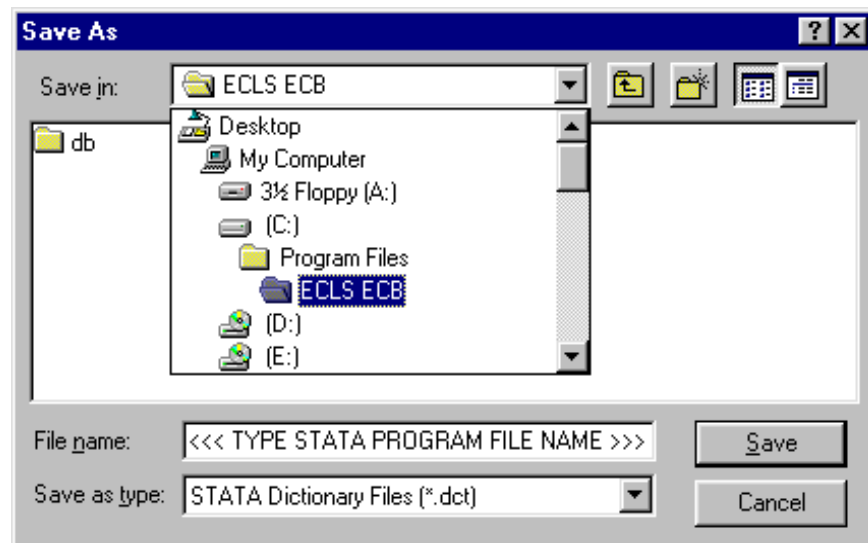 Save As
Save in: ECLS ECB
db
Desktop
My Computer
3½ Floppy (A:)
(C:)
Program Files
ECLS ECB
(D:)
(E:)
File name: <<< TYPE STATA PROGRAM FILE NAME >>> Save
Save as type: STATA Dictionary Files (*.dct) Cancel